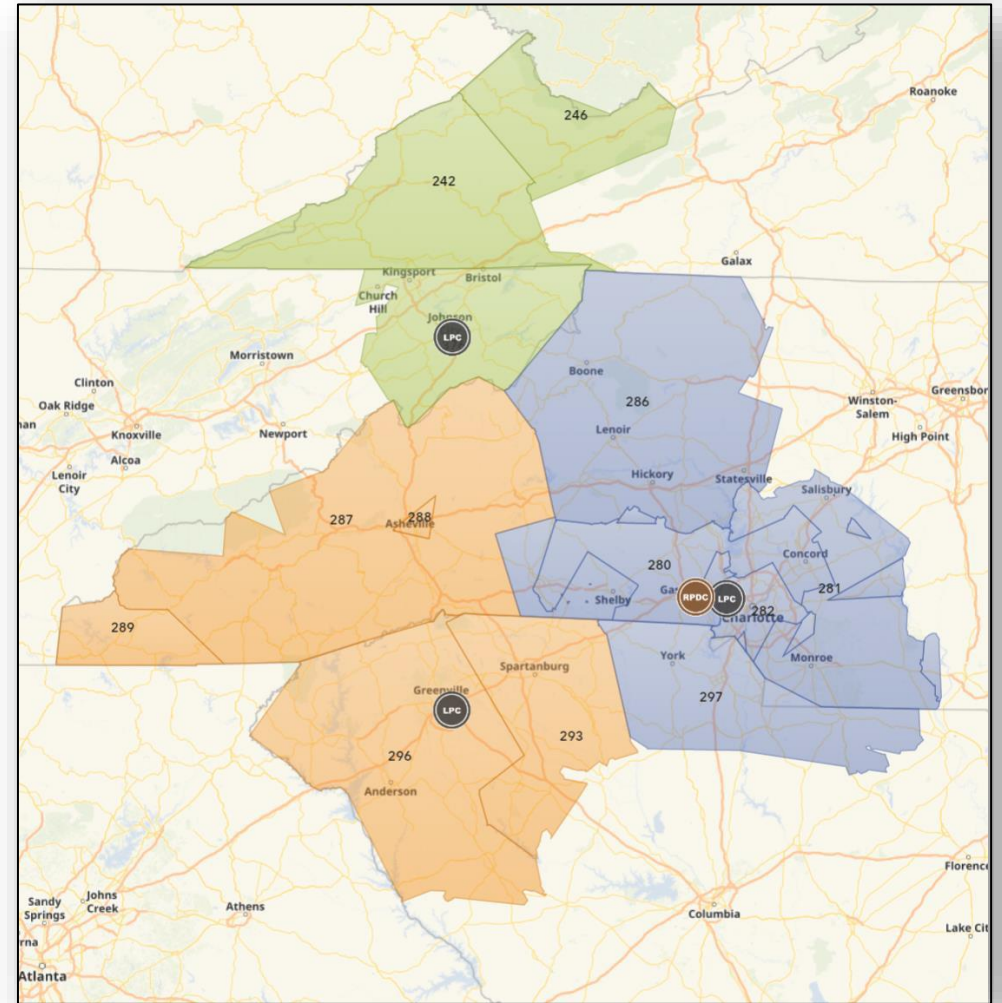 Roanoke
246
242
Galax
Kingsport
Bristol
Church
Hill
Johnson
LPC
Morristown
Boone
Clinton
286
Winston-
Salem
Greensbor
Oak Ridge
Lenoir
High Point
Knoxville
Newport
Alcoa
Hickory
Statesville
Lenoir
City
Salisbury
287
288
Asheville
Concord
280
281
Shelby
RPDC
LPC
282
Charlotte
289
York
Monroe
Spartanburg
297
Greenville
LPC
293
296
Anderson
Florenc
Sandy
Springs
Johns
Creek
Athens
Columbia
Lake Cit
Atlanta